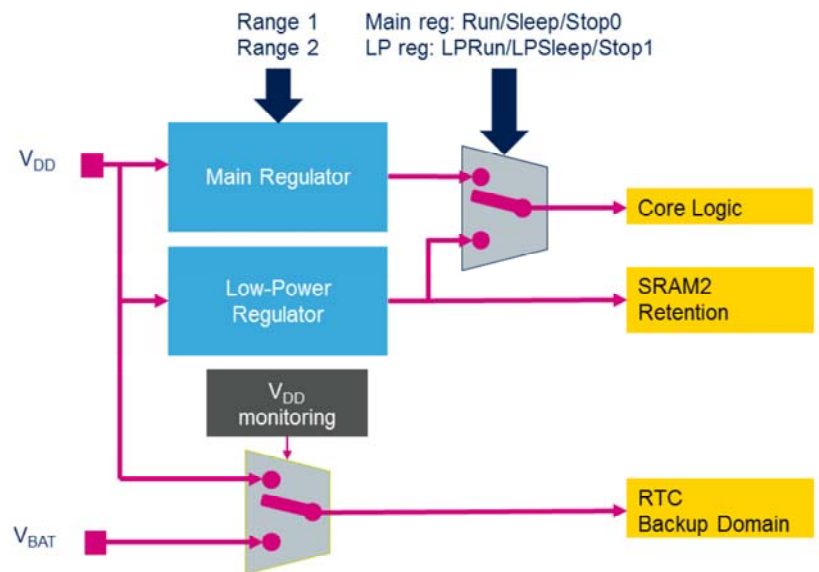 Range 1
Range 2
Main reg: Run/Sleep/Stop0
LP reg: LPRun/LPSleep/Stop1
VDD
Main Regulator
Core Logic
Low-Power
Regulator
SRAM2
Retention
VDD
monitoring
RTC
Backup Domain
VBAT